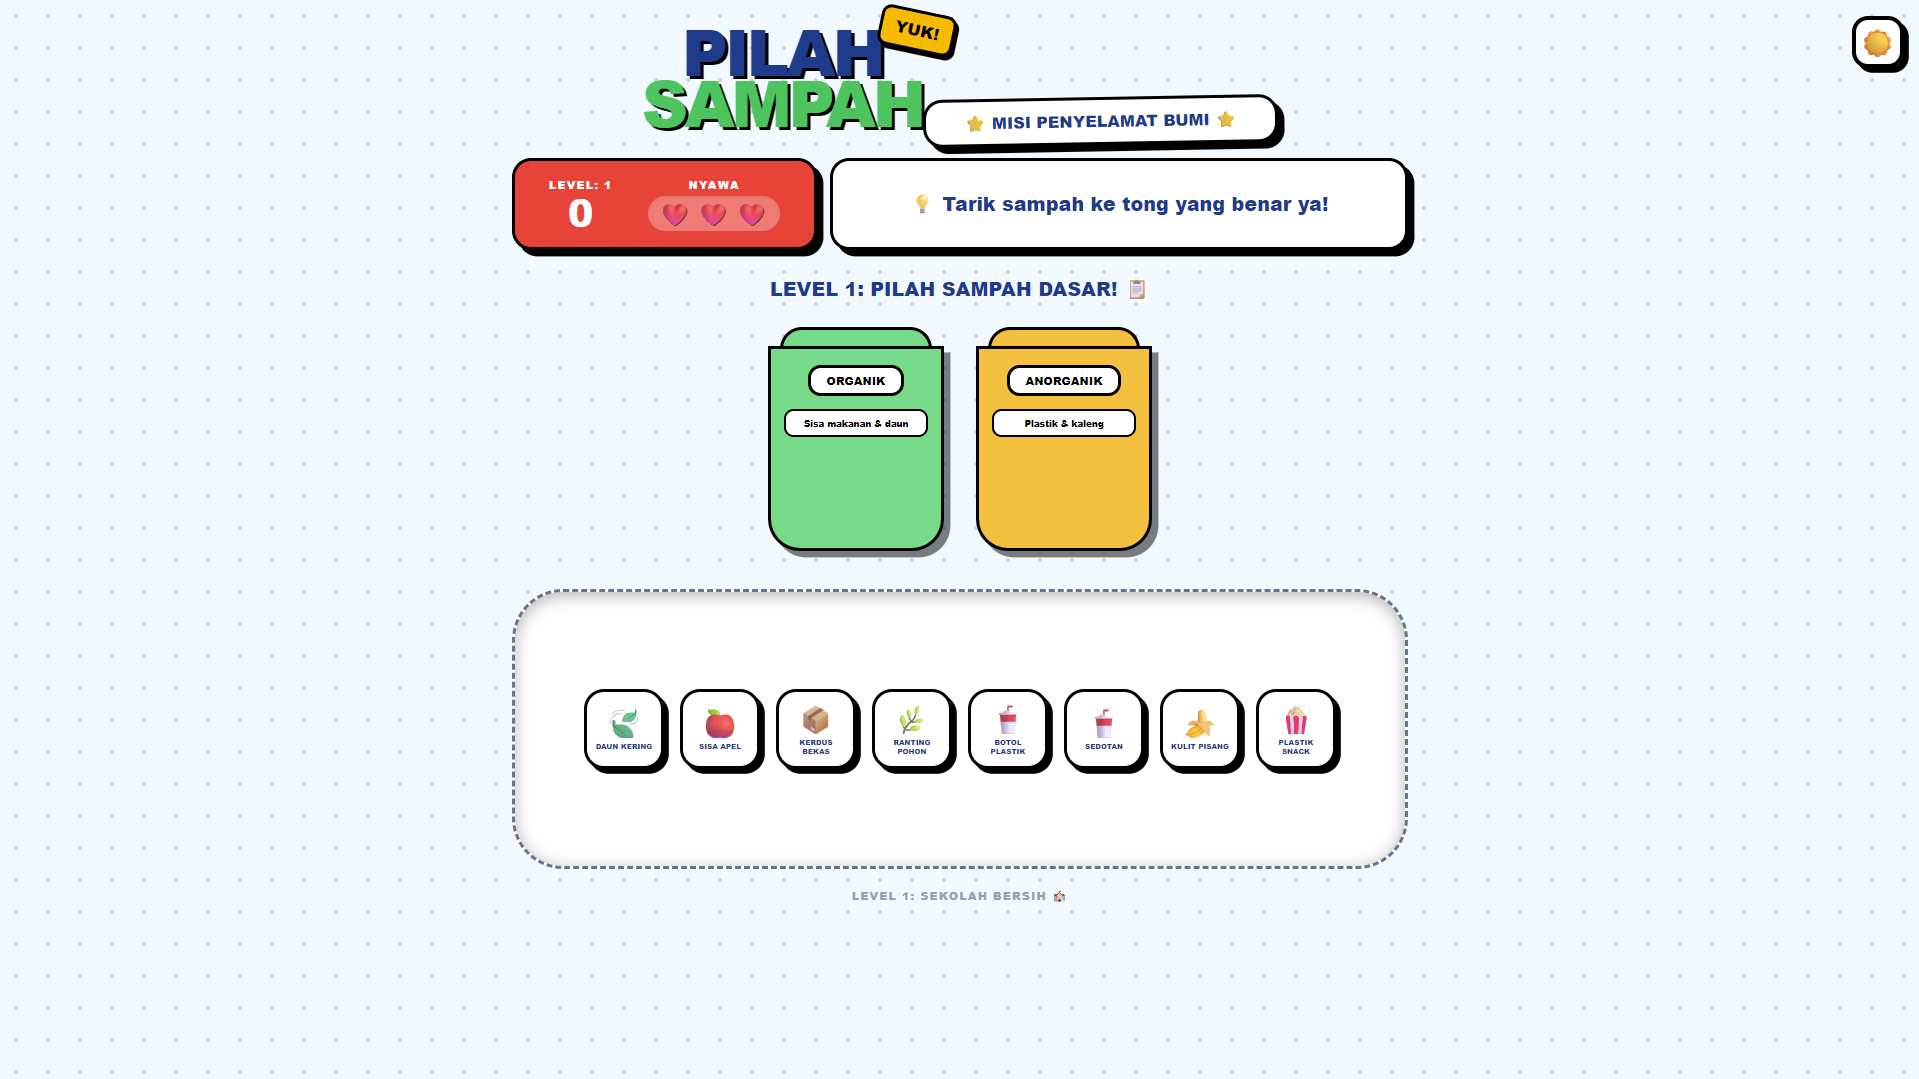 PILAH
YUK!
SAMPAH
⭐ MISI PENYELAMAT BUMI ⭐
LEVEL: 1
0
NYAWA
💡 Tarik sampah ke tong yang benar ya!
LEVEL 1: PILAH SAMPAH DASAR! 📋
ORGANIK
Sisa makanan & daun
ANORGANIK
Plastik & kaleng
DAUN KERING
SISA APEL
KERDUS
BEKAS
RANTING
POHON
BOTOL
PLASTIK
SEDOTAN
KULIT PISANG
PLASTIK
SNACK
LEVEL 1: SEKOLAH BERSIH 🏫